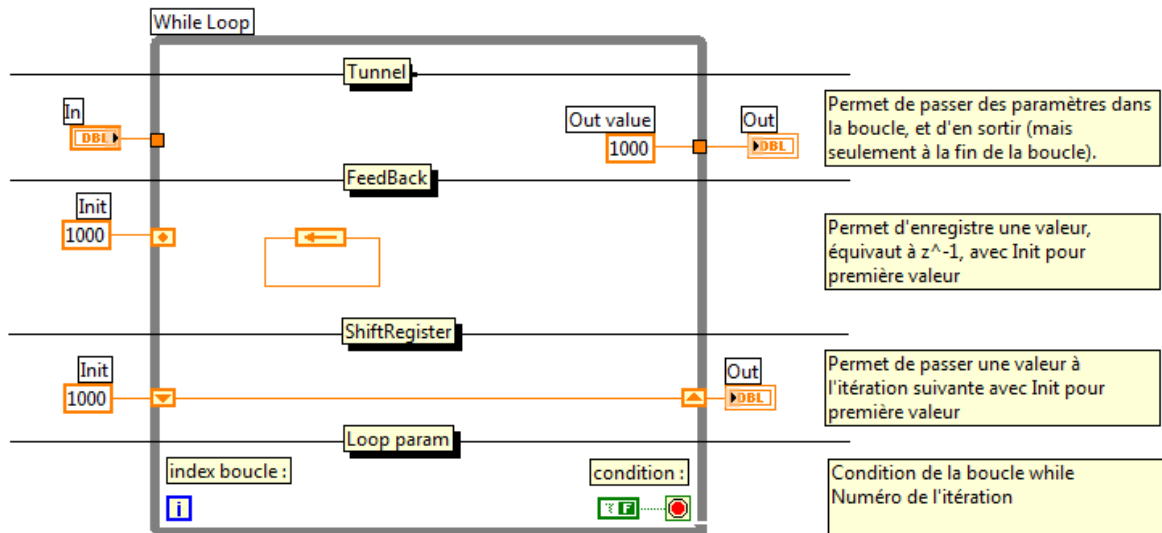 While Loop
Tunnel
In
DBL
Out value
1000
Out
DBL
Permet de passer des paramètres dans
la boucle, et d'en sortir (mais
seulement à la fin de la boucle).
FeedBack
Init
1000
Permet d'enregistre une valeur,
équivaut à z^-1, avec Init pour
première valeur
ShiftRegister
Init
1000
Out
DBL
Permet de passer une valeur à
l'itération suivante avec Init pour
première valeur
Loop param
index boucle :
i
condition :
F
Condition de la boucle while
Numéro de l'itération